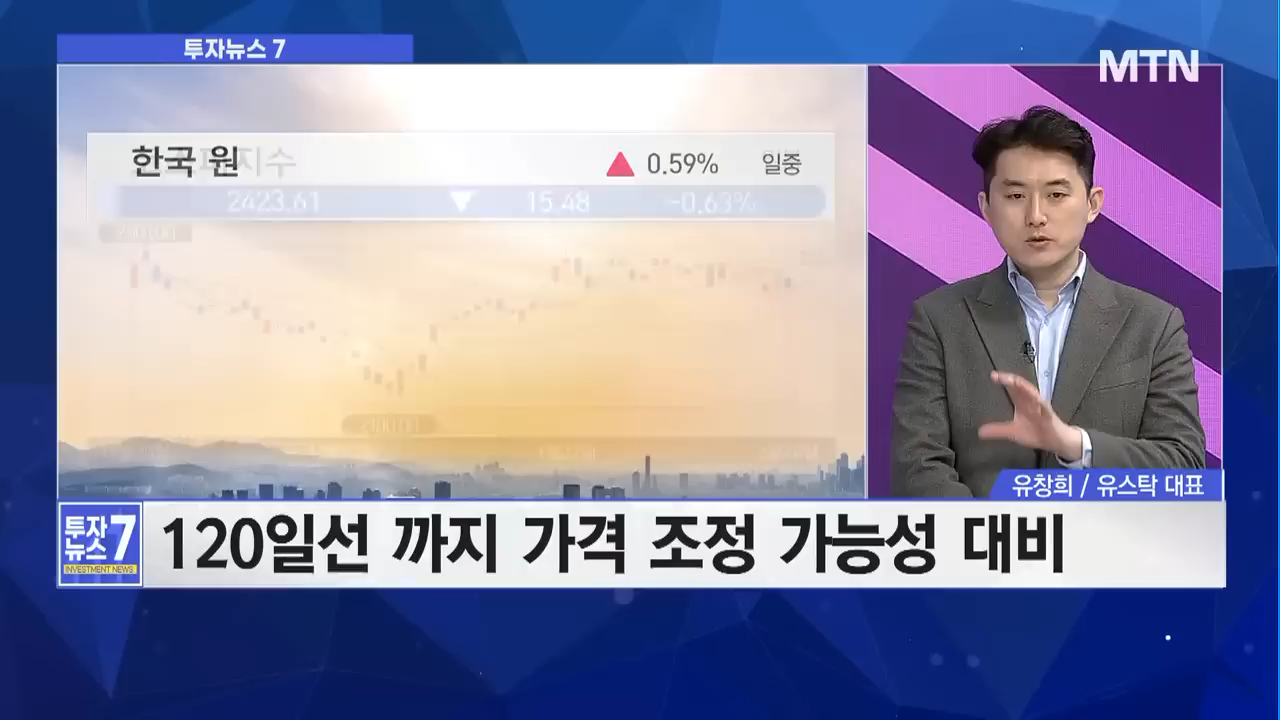 투자뉴스 7
MTN
한국 원
지수
▲ 0.59% 일중
2423.61 ▼ 15.48 -0.63%
유창희 / 유스탁 대표
투자
뉴스 7
INVESTMENT NEWS
120일선 까지 가격 조정 가능성 대비